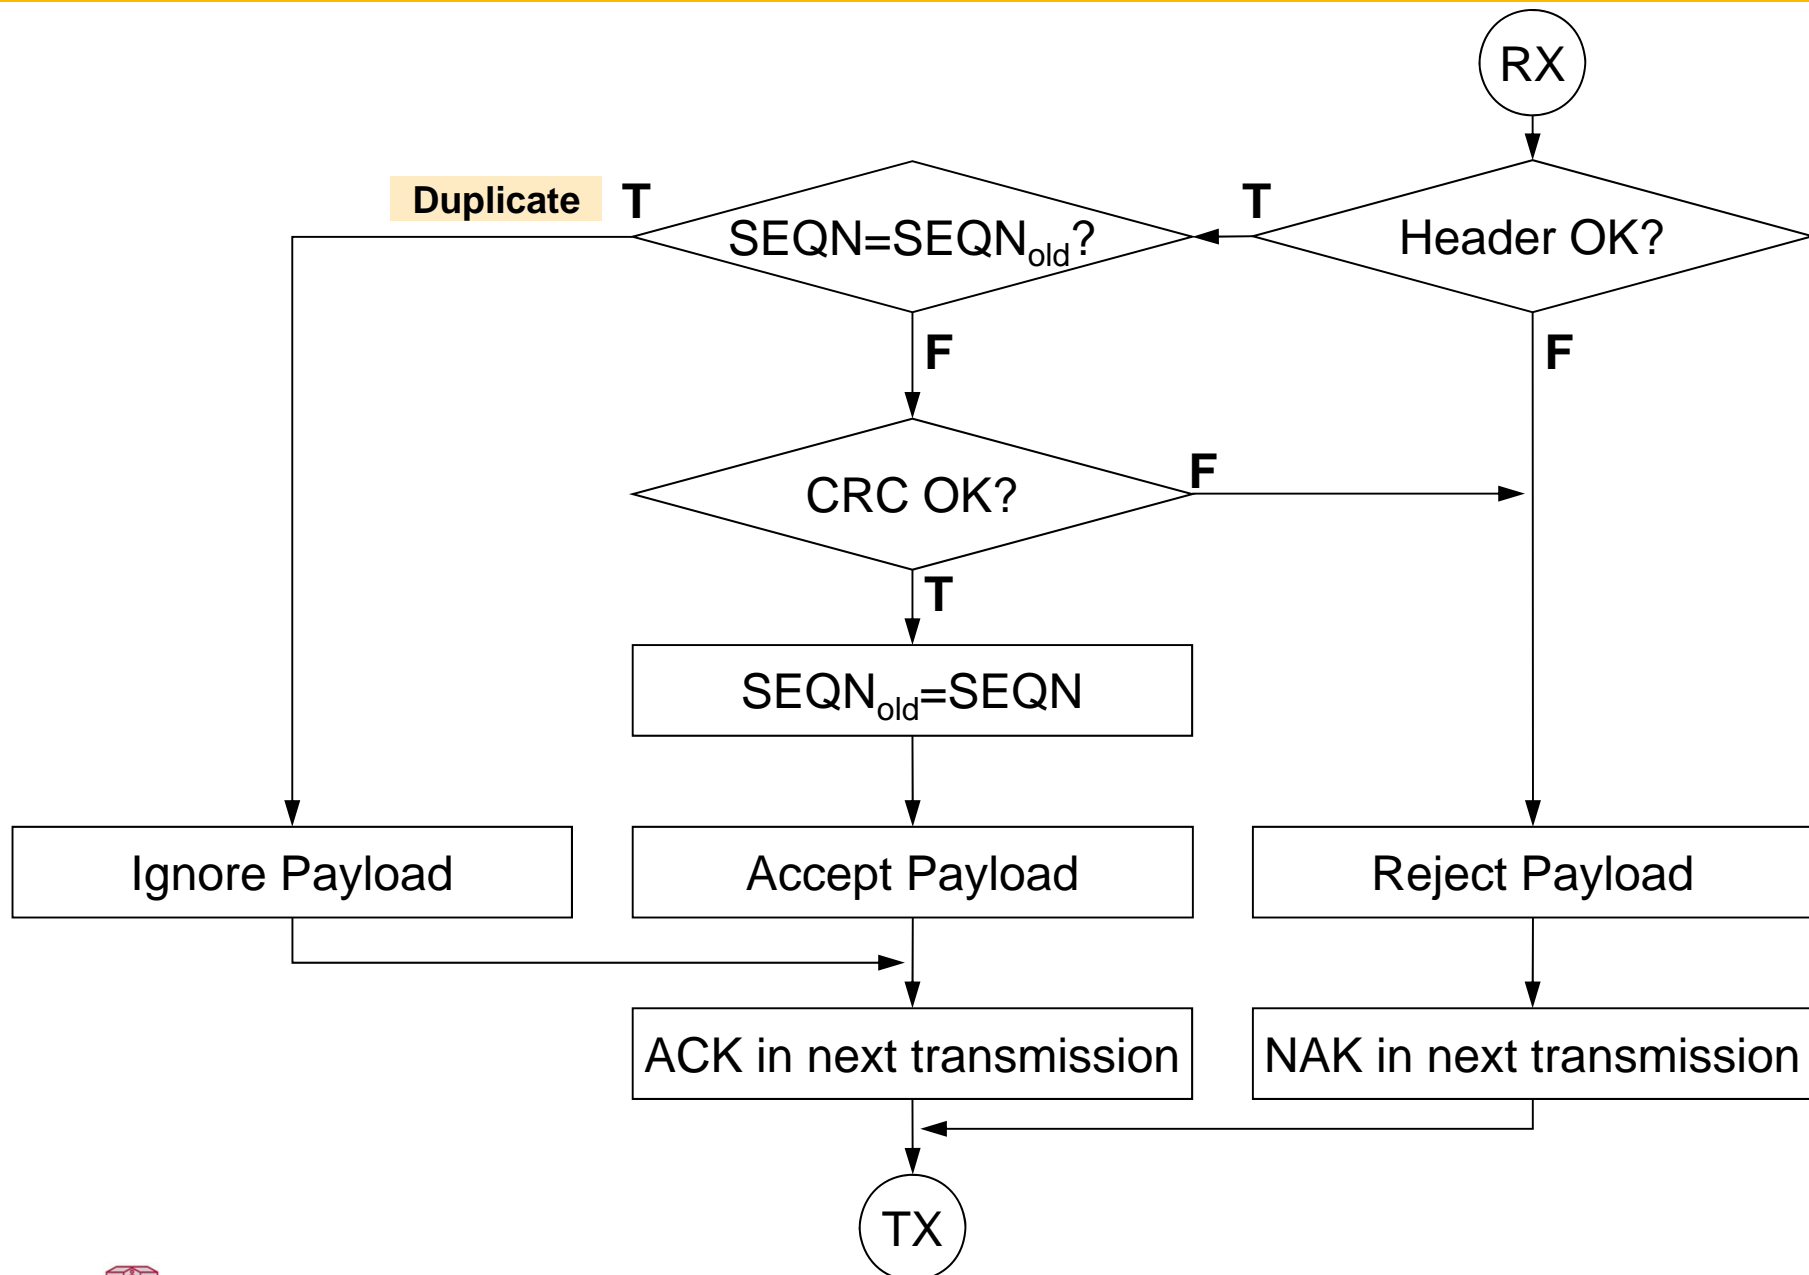 RX
Duplicate
T
SEQN=SEQNold?
T
Header OK?
F
F
CRC OK?
F
T
SEQNold=SEQN
Ignore Payload
Accept Payload
Reject Payload
ACK in next transmission
NAK in next transmission
TX